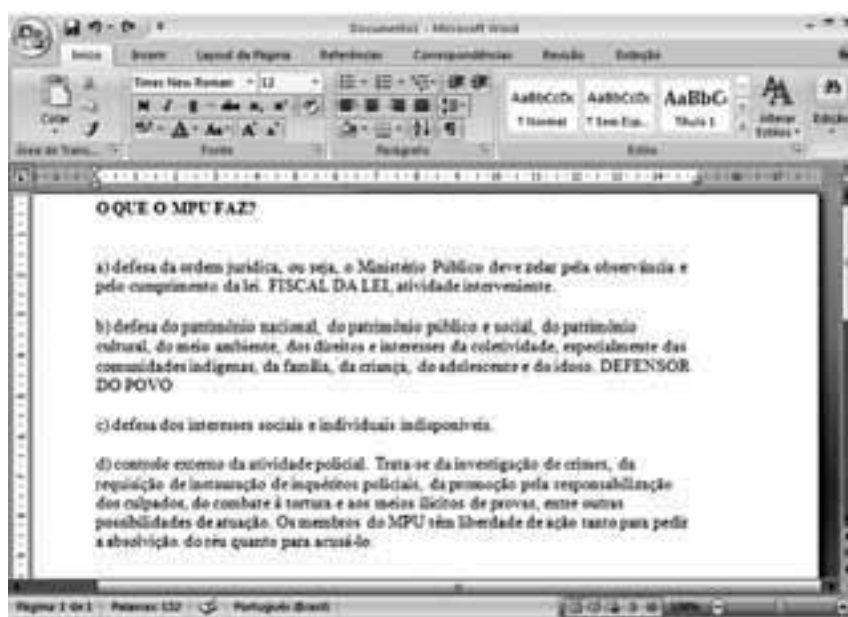 Documento1 - Microsoft Word
Início Inserir Layout da Página Referências Correspondências Revisão Exibição
Times New Roman 12
Colar
N I S abc
Aa A A
AaBbCcDc AaBbCcDc AaBbC
¶ Normal ¶ Sem Esp... Título 1
Alterar Estilos
Edição
Área de Trans... Fonte Parágrafo Estilo
O QUE O MPU FAZ?
a) defesa da ordem jurídica, ou seja, o Ministério Público deve zelar pela observância e
pelo cumprimento da lei. FISCAL DA LEI, atividade interveniente.
b) defesa do patrimônio nacional, do patrimônio público e social, do patrimônio
cultural, do meio ambiente, dos direitos e interesses da coletividade, especialmente das
comunidades indígenas, da família, da criança, do adolescente e do idoso. DEFENSOR
DO POVO
c) defesa dos interesses sociais e individuais indisponíveis.
d) controle externo da atividade policial. Trata-se da investigação de crimes, da
requisição de instauração de inquéritos policiais, da promoção pela responsabilização
dos culpados, do combate à tortura e aos meios ilícitos de provas, entre outras
possibilidades de atuação. Os membros do MPU têm liberdade de ação tanto para pedir
a absolvição do réu quanto para acusá-lo.
Página: 1 de 1 Palavras: 132 Português (Brasil) 100%